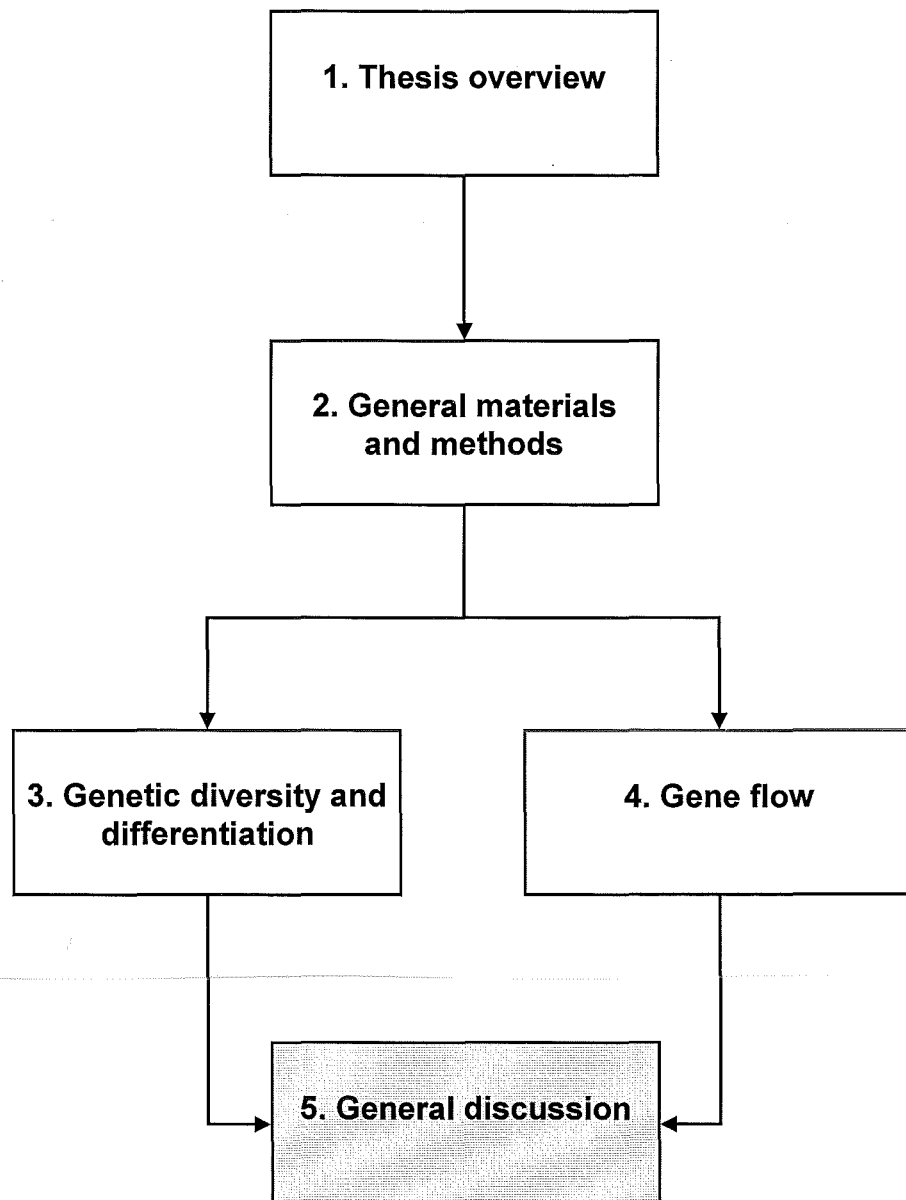 1. Thesis overview
2. General materials
and methods
3. Genetic diversity and
differentiation
4. Gene flow
5. General discussion